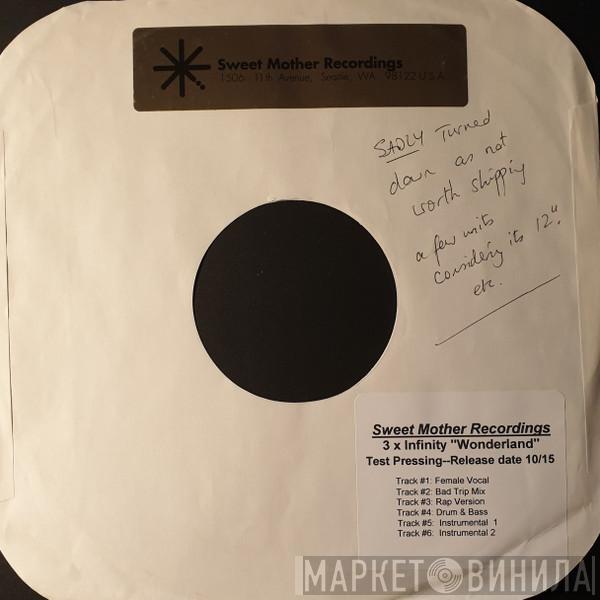 Sweet Mother Recordings
1506 11th Avenue, Seattle, WA 98122 U.S.A.
SADLY Turned
down as not
worth shipping
a few units
considering its 12".
etc.
Sweet Mother Recordings
3 x Infinity "Wonderland"
Test Pressing--Release date 10/15
Track #1: Female Vocal
Track #2: Bad Trip Mix
Track #3: Rap Version
Track #4: Drum & Bass
Track #5: Instrumental 1
Track #6: Instrumental 2
МАРКЕТ ВИНИЛА